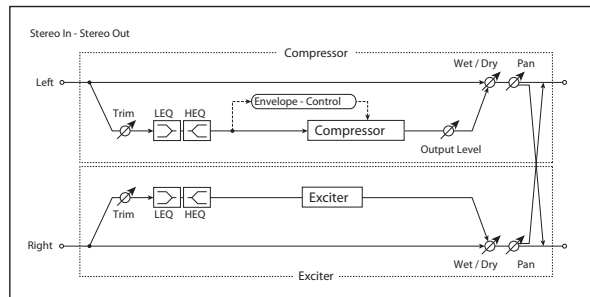 Stereo In - Stereo Out
Compressor
Wet / Dry
Pan
Left
Envelope - Control
Trim
LEQ
HEQ
Compressor
Output Level
Trim
LEQ
HEQ
Exciter
Right
Wet / Dry
Pan
Exciter